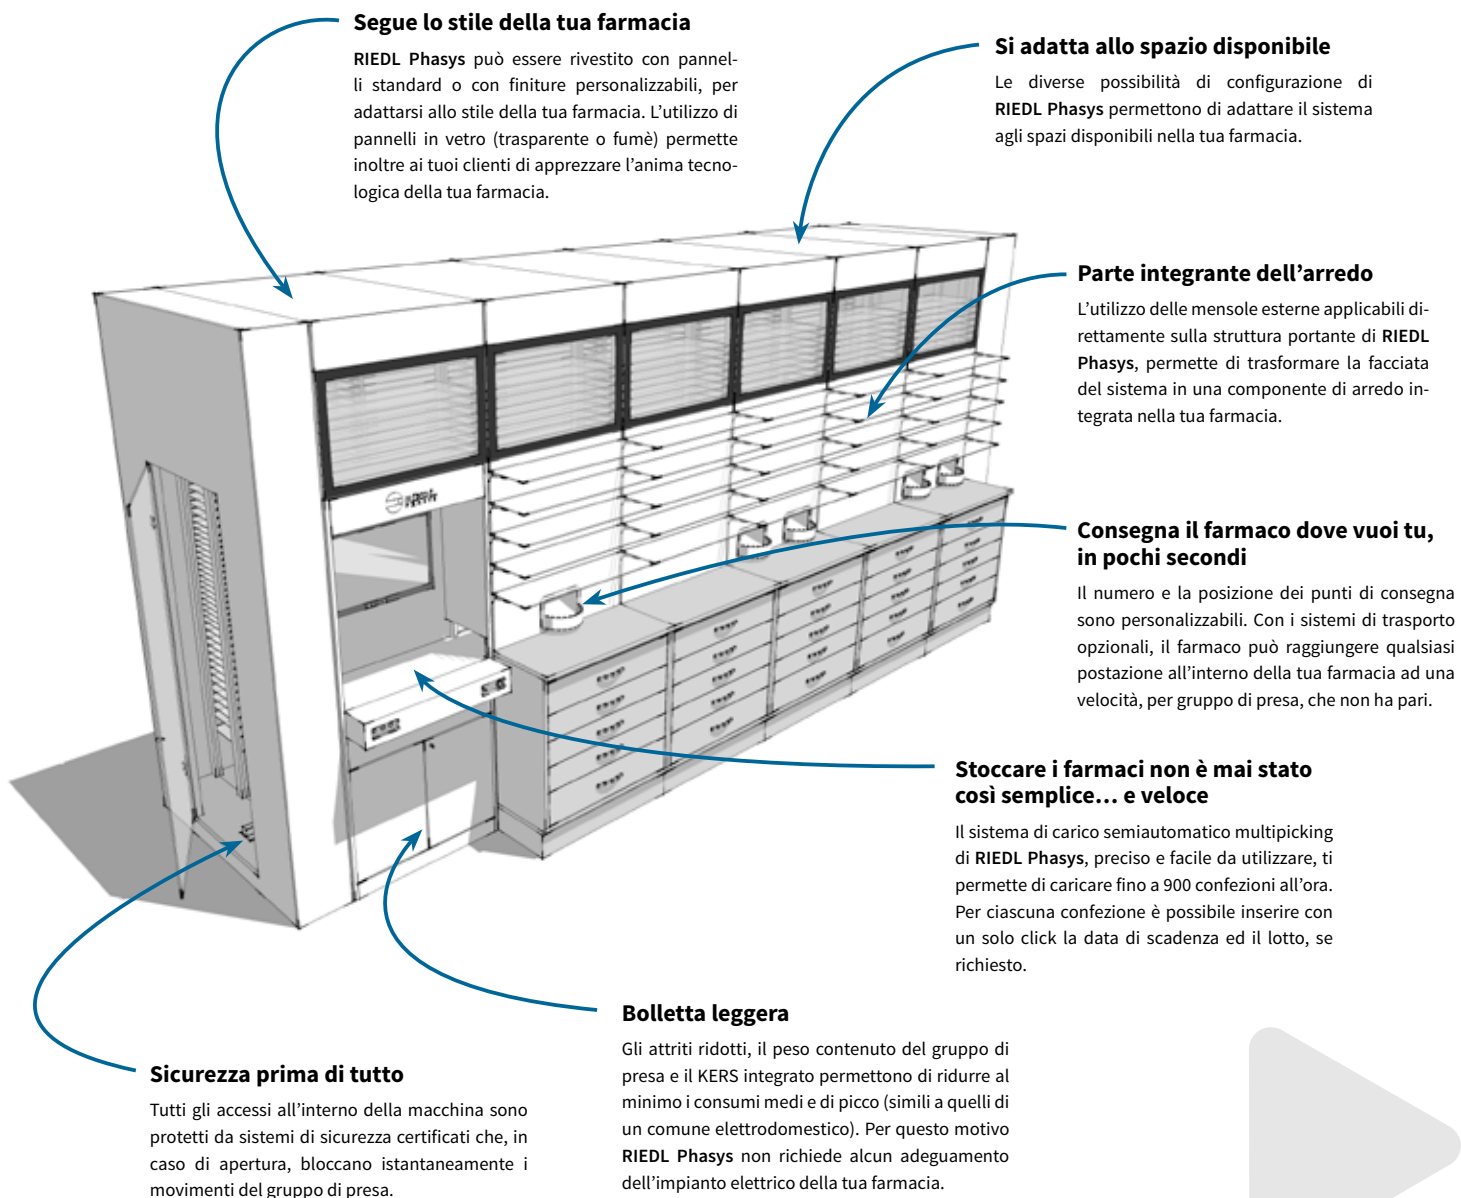 Segue lo stile della tua farmacia
RIEDL Phasys può essere rivestito con pannel-
li standard o con finiture personalizzabili, per
adattarsi allo stile della tua farmacia. L’utilizzo di
pannelli in vetro (trasparente o fumè) permette
inoltre ai tuoi clienti di apprezzare l’anima tecno-
logica della tua farmacia.
Si adatta allo spazio disponibile
Le diverse possibilità di configurazione di
RIEDL Phasys permettono di adattare il sistema
agli spazi disponibili nella tua farmacia.
Parte integrante dell’arredo
L’utilizzo delle mensole esterne applicabili di-
rettamente sulla struttura portante di RIEDL
Phasys, permette di trasformare la facciata
del sistema in una componente di arredo in-
tegrata nella tua farmacia.
Consegna il farmaco dove vuoi tu,
in pochi secondi
Il numero e la posizione dei punti di consegna
sono personalizzabili. Con i sistemi di trasporto
opzionali, il farmaco può raggiungere qualsiasi
postazione all’interno della tua farmacia ad una
velocità, per gruppo di presa, che non ha pari.
Stoccare i farmaci non è mai stato
così semplice… e veloce
Il sistema di carico semiautomatico multipicking
di RIEDL Phasys, preciso e facile da utilizzare, ti
permette di caricare fino a 900 confezioni all’ora.
Per ciascuna confezione è possibile inserire con
un solo click la data di scadenza ed il lotto, se
richiesto.
Bolletta leggera
Gli attriti ridotti, il peso contenuto del gruppo di
presa e il KERS integrato permettono di ridurre al
minimo i consumi medi e di picco (simili a quelli di
un comune elettrodomestico). Per questo motivo
RIEDL Phasys non richiede alcun adeguamento
dell’impianto elettrico della tua farmacia.
Sicurezza prima di tutto
Tutti gli accessi all’interno della macchina sono
protetti da sistemi di sicurezza certificati che, in
caso di apertura, bloccano istantaneamente i
movimenti del gruppo di presa.